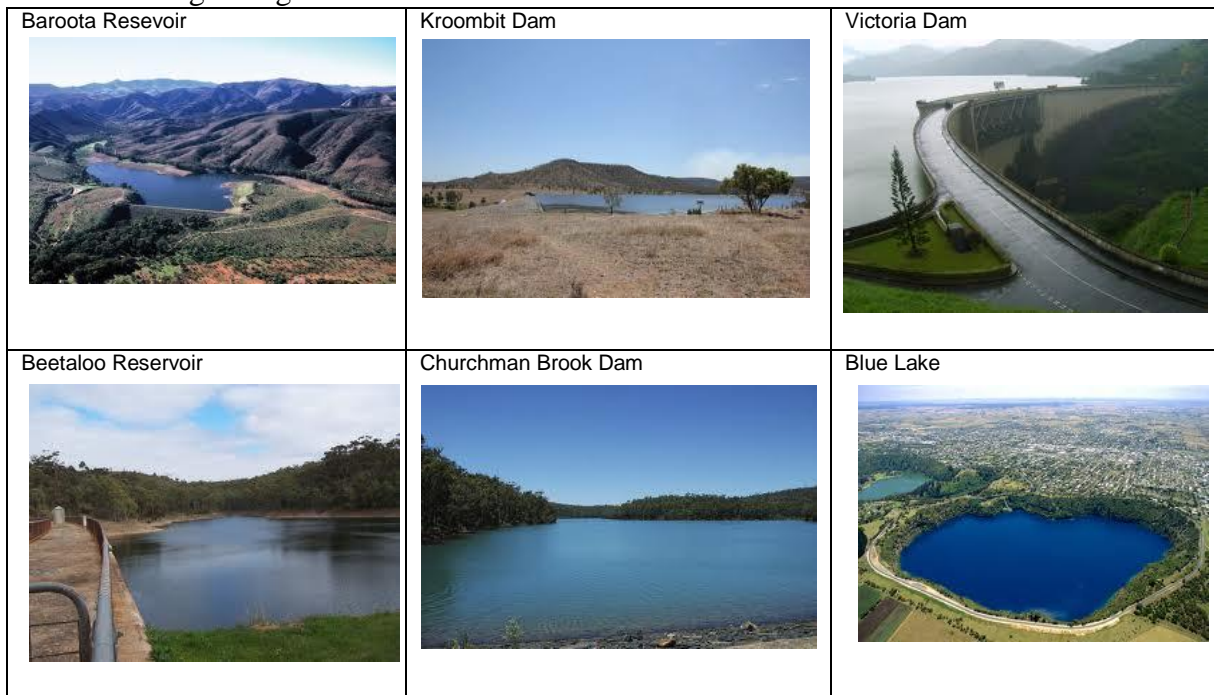 Baroota Resevoir
Kroombit Dam
Victoria Dam
Beetaloo Reservoir
Churchman Brook Dam
Blue Lake